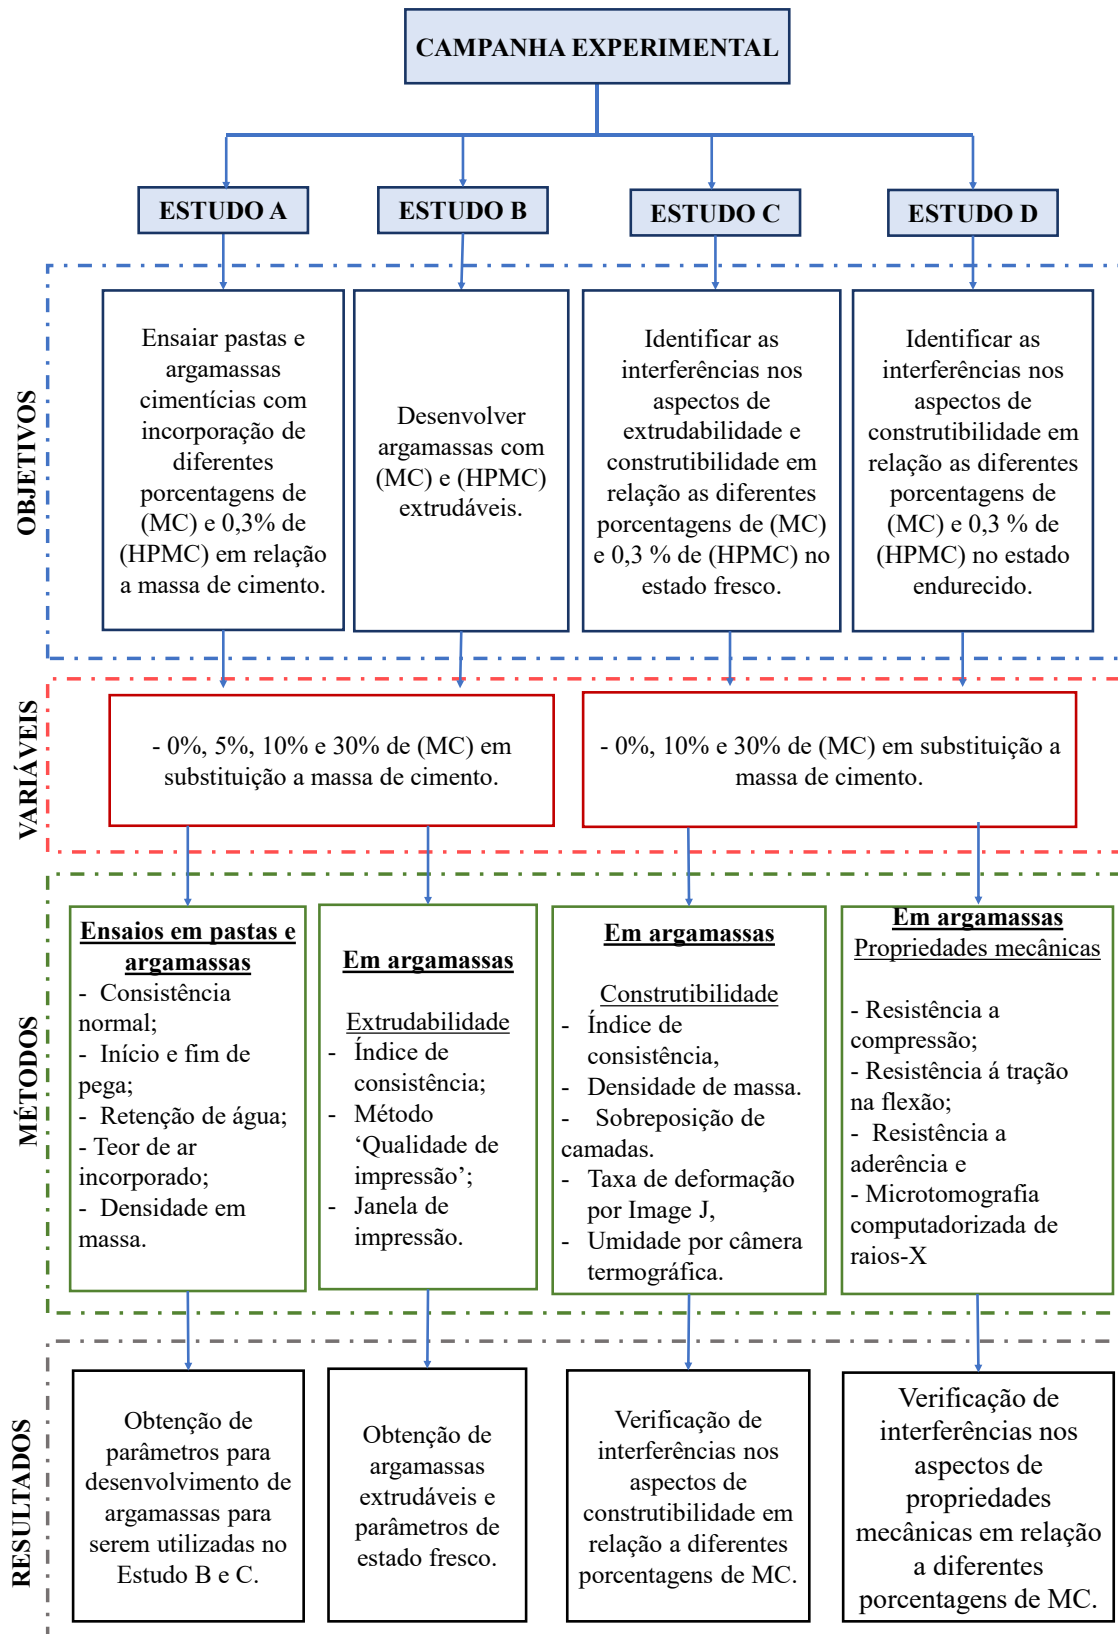 CAMPANHA EXPERIMENTAL
ESTUDO A
ESTUDO B
ESTUDO C
ESTUDO D
OBJETIVOS
Ensaiar pastas e
argamassas
cimentícias com
incorporação de
diferentes
porcentagens de
(MC) e 0,3% de
(HPMC) em relação
a massa de cimento.
Desenvolver
argamassas com
(MC) e (HPMC)
extrudáveis.
Identificar as
interferências nos
aspectos de
extrudabilidade e
construtibilidade em
relação as diferentes
porcentagens de (MC)
e 0,3 % de (HPMC) no
estado fresco.
Identificar as
interferências nos
aspectos de
construtibilidade em
relação as diferentes
porcentagens de
(MC) e 0,3 % de
(HPMC) no estado
endurecido.
VARIÁVEIS
- 0%, 5%, 10% e 30% de (MC) em
substituição a massa de cimento.
- 0%, 10% e 30% de (MC) em substituição a
massa de cimento.
MÉTODOS
Ensaios em pastas e
argamassas
- Consistência
normal;
- Início e fim de
pega;
- Retenção de água;
- Teor de ar
incorporado;
- Densidade em
massa.
Em argamassas
Extrudabilidade
- Índice de
consistência;
- Método
‘Qualidade de
impressão’;
- Janela de
impressão.
Em argamassas
Construtibilidade
- Índice de
consistência,
- Densidade de massa.
- Sobreposição de
camadas.
- Taxa de deformação
por Image J,
- Umidade por câmera
termográfica.
Em argamassas
Propriedades mecânicas
- Resistência a
compressão;
- Resistência á tração
na flexão;
- Resistência a
aderência e
- Microtomografia
computadorizada de
raios-X
RESULTADOS
Obtenção de
parâmetros para
desenvolvimento de
argamassas para
serem utilizadas no
Estudo B e C.
Obtenção de
argamassas
extrudáveis e
parâmetros de
estado fresco.
Verificação de
interferências nos
aspectos de
construtibilidade em
relação a diferentes
porcentagens de MC.
Verificação de
interferências nos
aspectos de
propriedades
mecânicas em relação
a diferentes
porcentagens de MC.